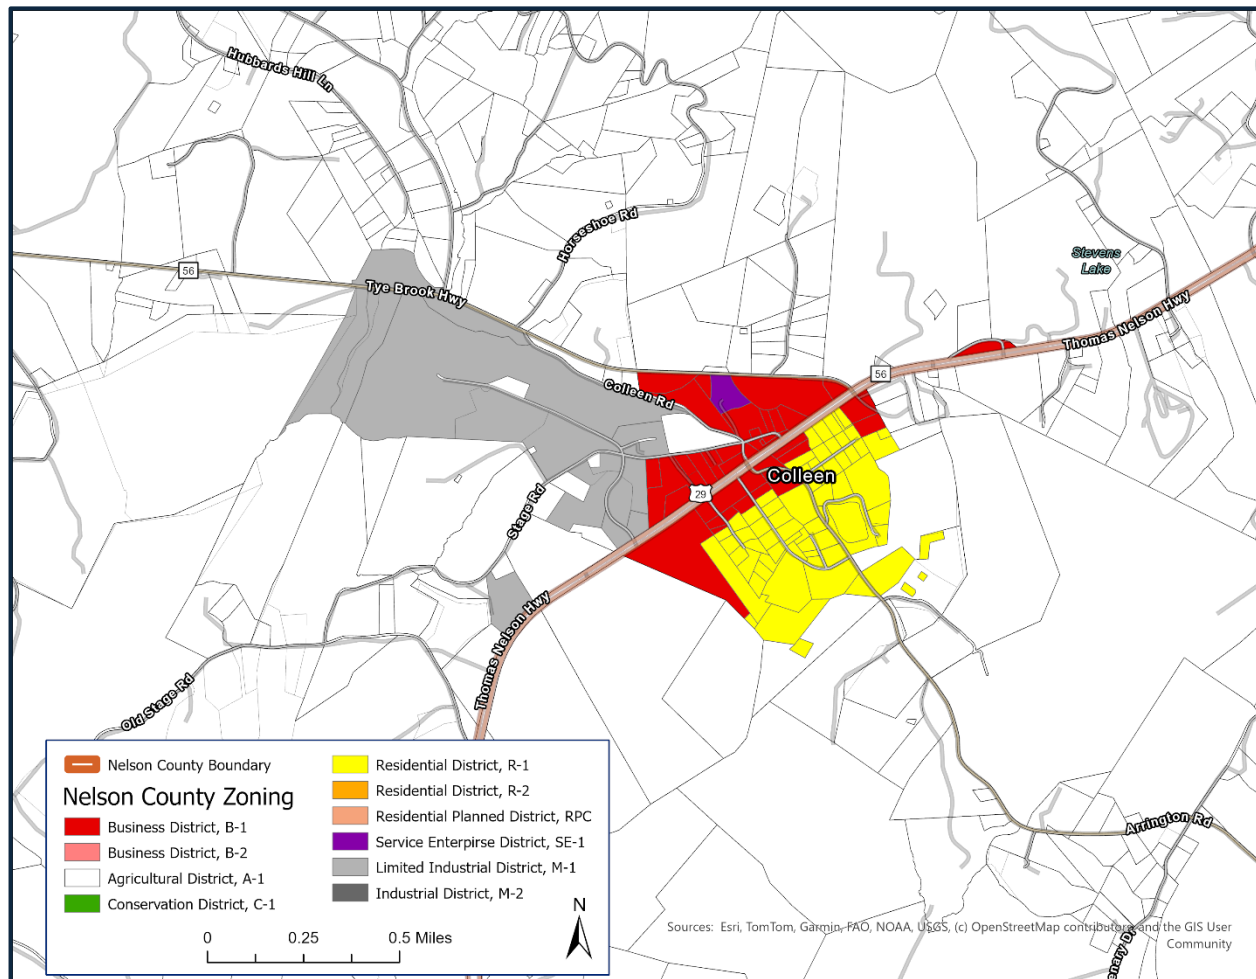 Hubbards Hill Ln
Horseshoe Rd
Stevens
Lake
56
Tye Brook Hwy
Thomas Nelson Hwy
56
Colleen Rd
Colleen
29
Stage Rd
Thomas Nelson Hwy
Old Stage Rd
Arrington Rd
enary Dr
Nelson County Boundary
Nelson County Zoning
Business District, B-1
Business District, B-2
Agricultural District, A-1
Conservation District, C-1
Residential District, R-1
Residential District, R-2
Residential Planned District, RPC
Service Enterpirse District, SE-1
Limited Industrial District, M-1
Industrial District, M-2
N
0 0.25 0.5 Miles
Sources: Esri, TomTom, Garmin, FAO, NOAA, USGS, (c) OpenStreetMap contributors, and the GIS User
Community